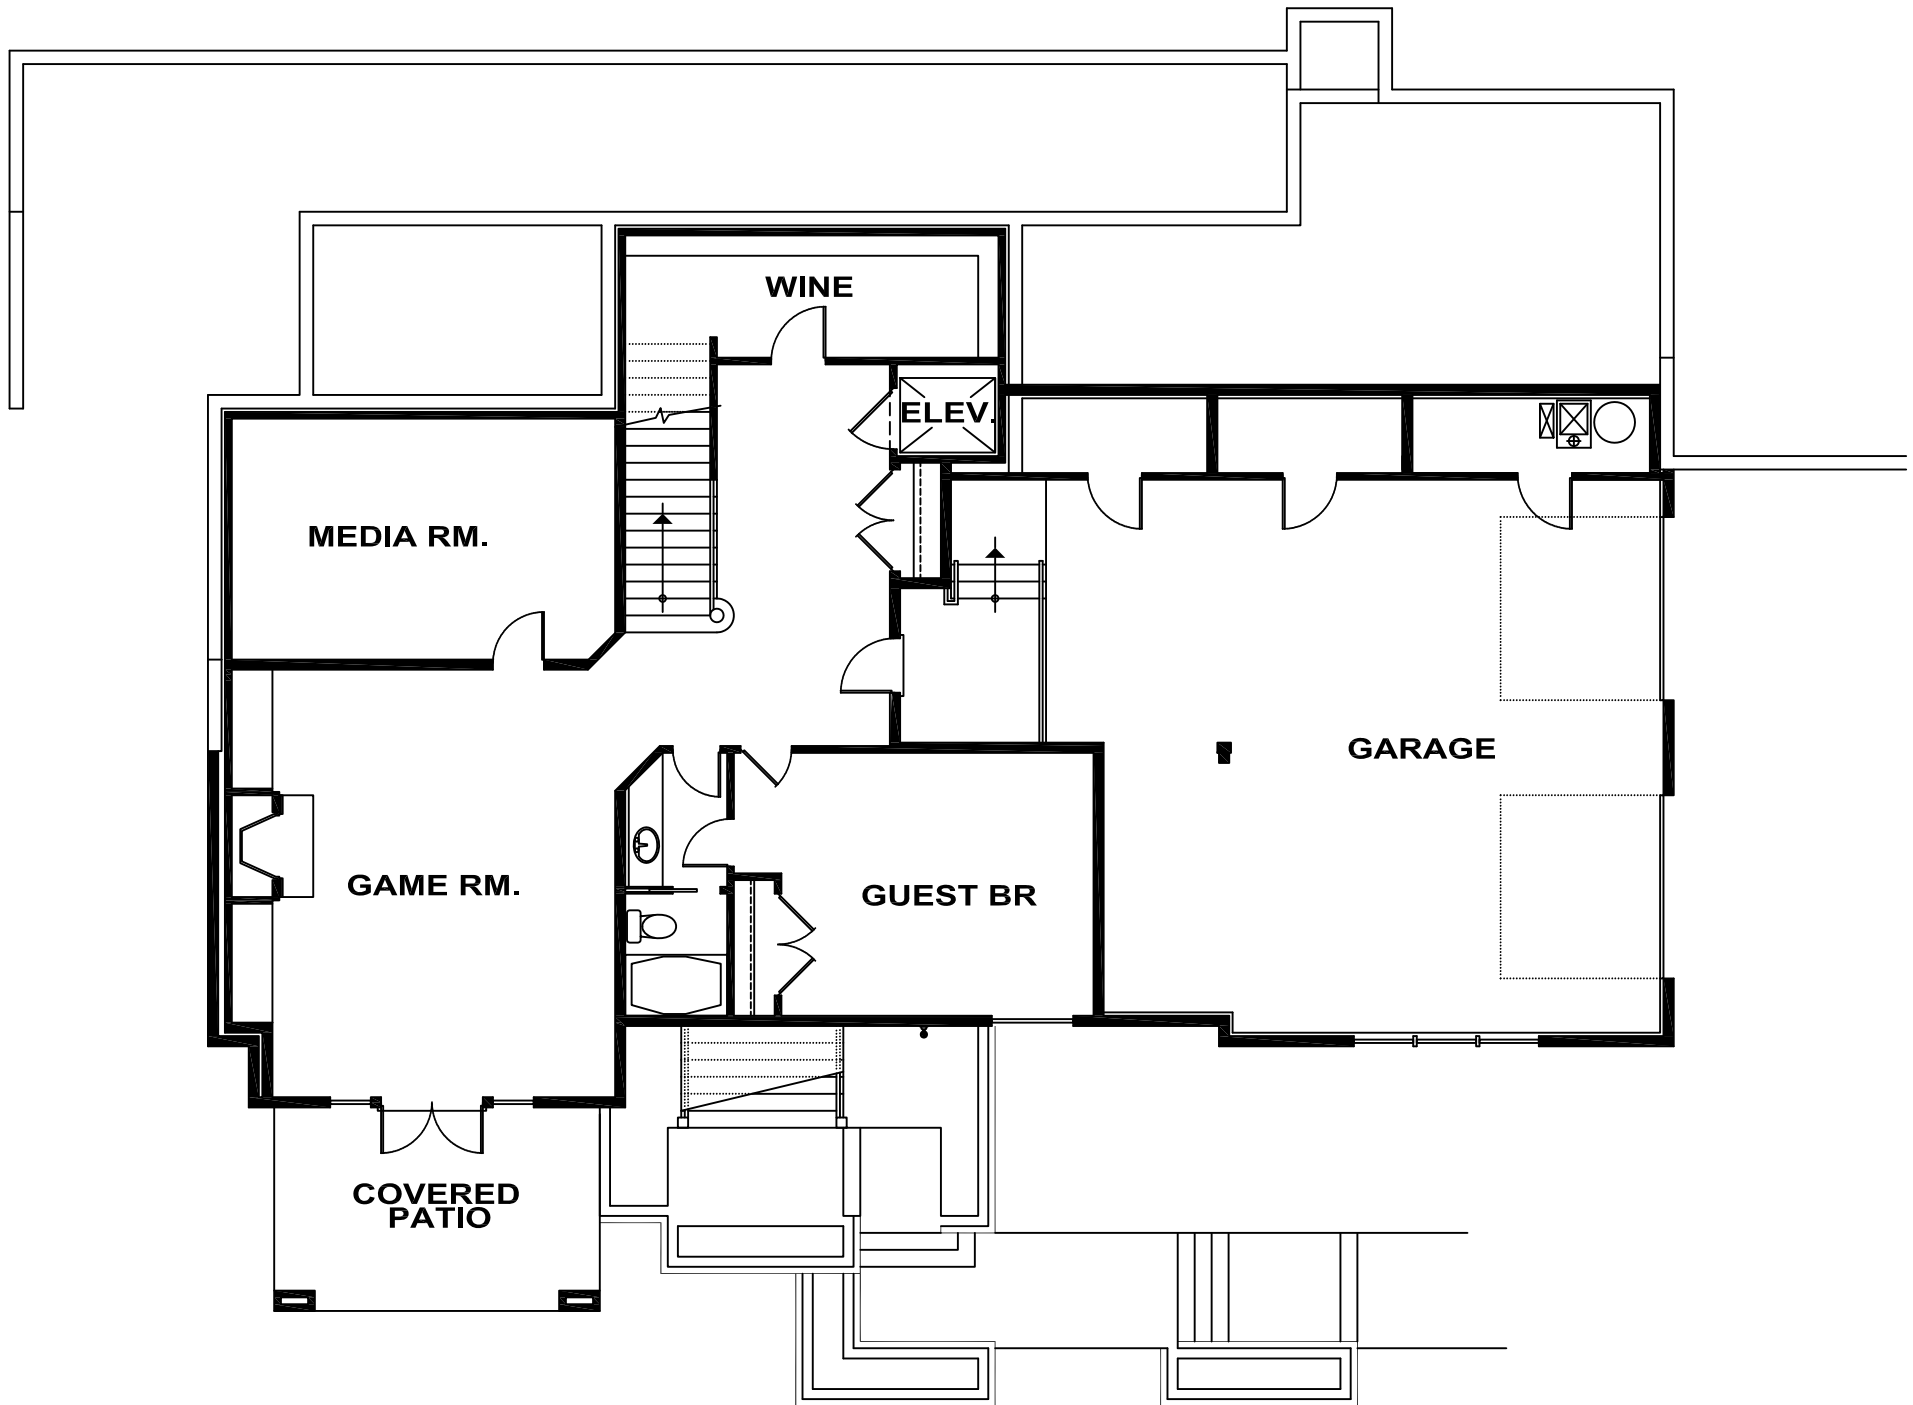 WINE
ELEV.
MEDIA RM.
GARAGE
GAME RM.
GUEST BR
COVERED
PATIO